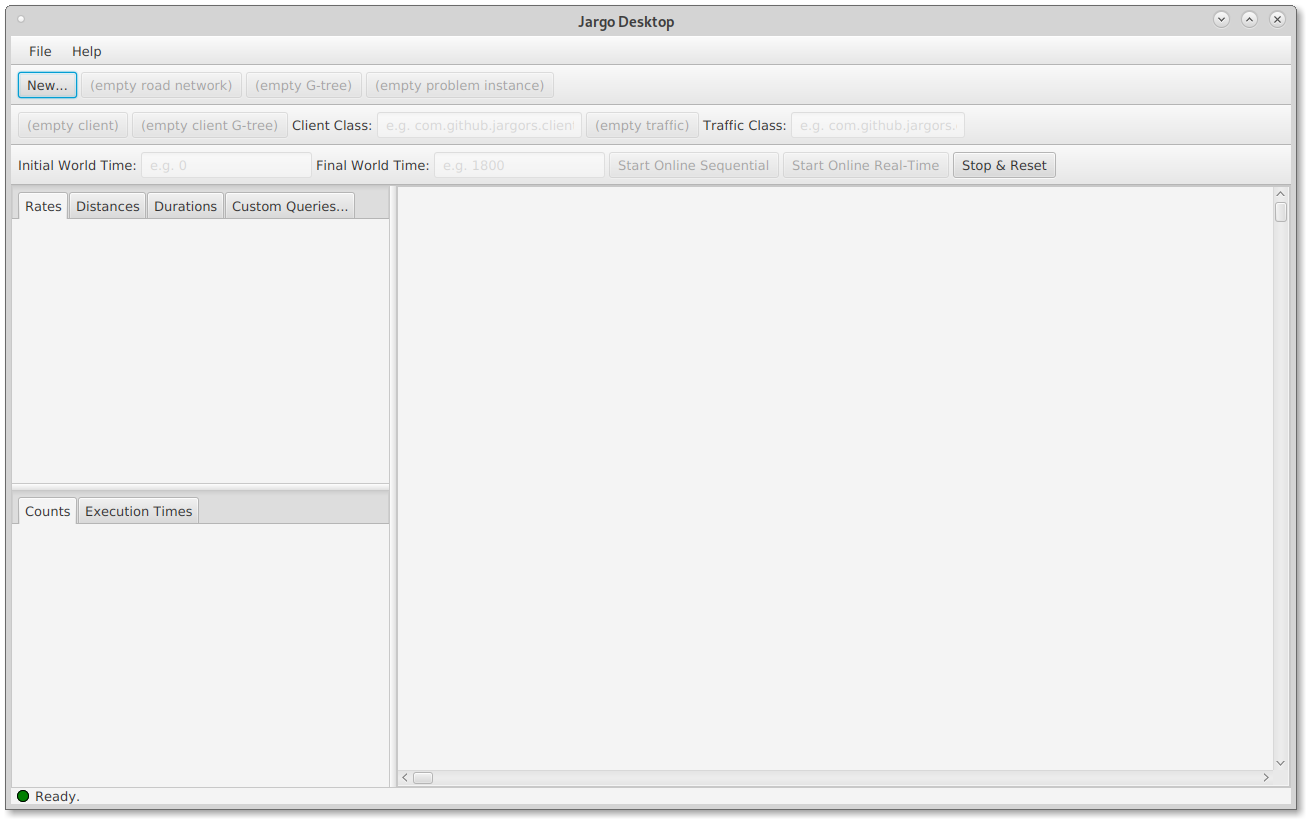 Jargo Desktop
File Help
New... (empty road network) (empty G-tree) (empty problem instance)
(empty client) (empty client G-tree) Client Class: e.g. com.github.jargors.client (empty traffic) Traffic Class: e.g. com.github.jargors.
Initial World Time: e.g. 0 Final World Time: e.g. 1800 Start Online Sequential Start Online Real-Time Stop & Reset
Rates Distances Durations Custom Queries...
Counts Execution Times
Ready.